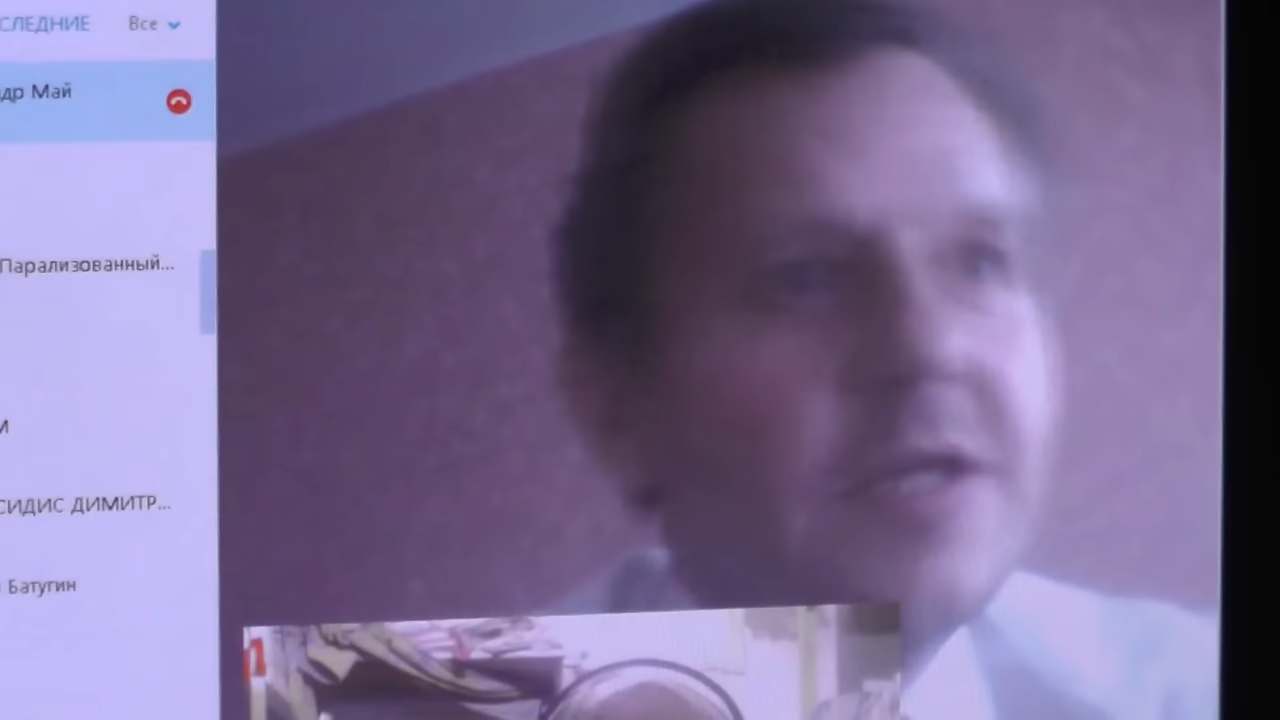 СЛЕДНИЕ Все
др Май
Парализованный...
СИДИС ДИМИТР...
Батугин